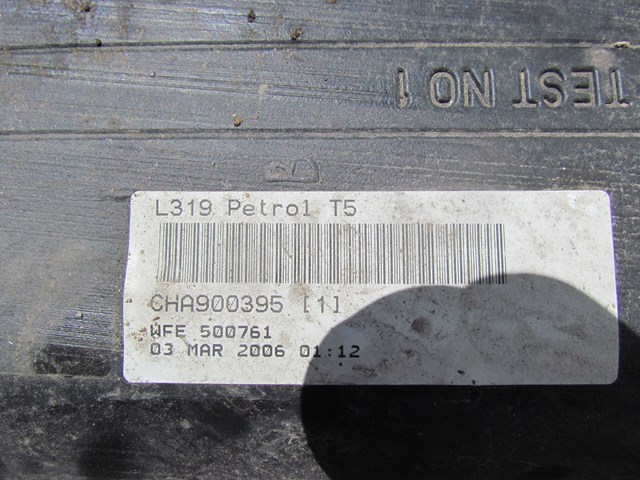 TEST NO 1
L319 Petrol T5
CHA900395 [1]
WFE 500761
03 MAR 2006 01:12